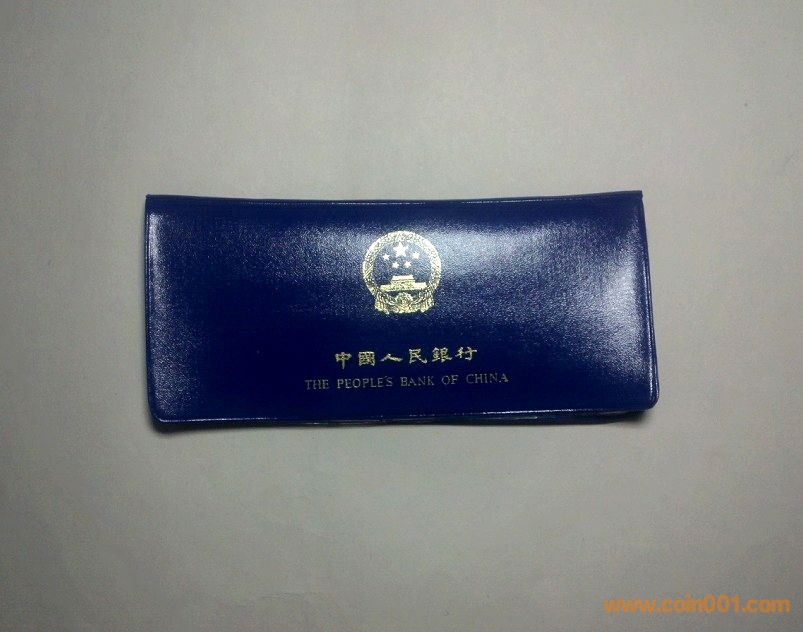 中國人民銀行
THE PEOPLE'S BANK OF CHINA
www.coin001.com